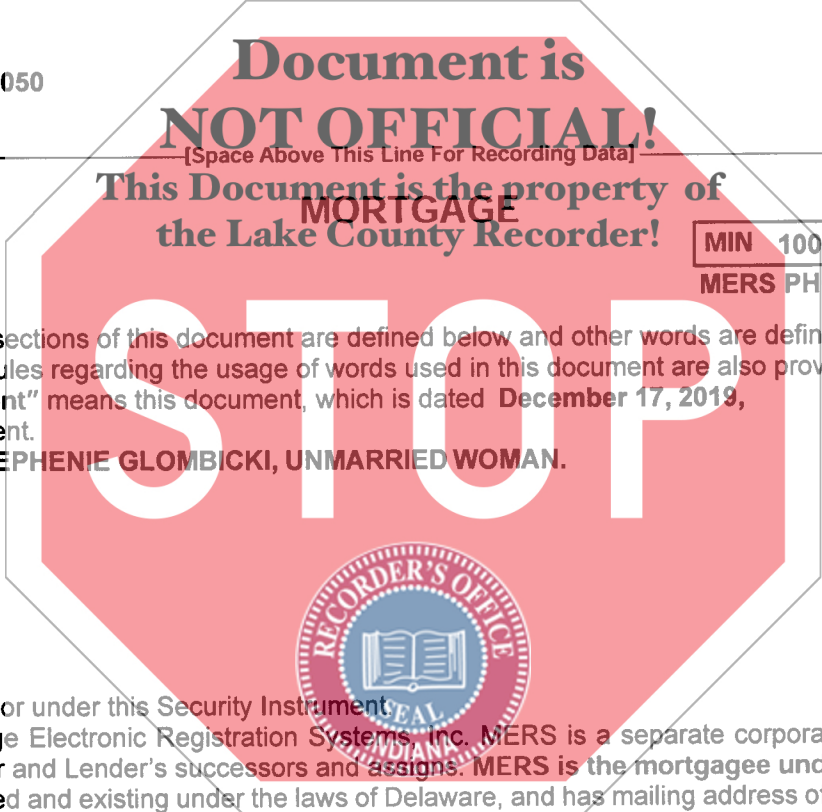 Document is
050
NOT OFFICIAL!
[Space Above This Line For Recording Data]
This Document is the property of
MORTGAGE
the Lake County Recorder!
MIN 100
MERS PH
sections of this document are defined below and other words are defin
les regarding the usage of words used in this document are also prov
nt” means this document, which is dated December 17, 2019,
ent.
EPHENIE GLOMBICKI, UNMARRIED WOMAN.
STOP
RECORDER'S OFFICE
SEAL
INDIANA
or under this Security Instrument.
e Electronic Registration Systems, Inc. MERS is a separate corpora
r and Lender's successors and assigns. MERS is the mortgagee und
ed and existing under the laws of Delaware, and has mailing address of